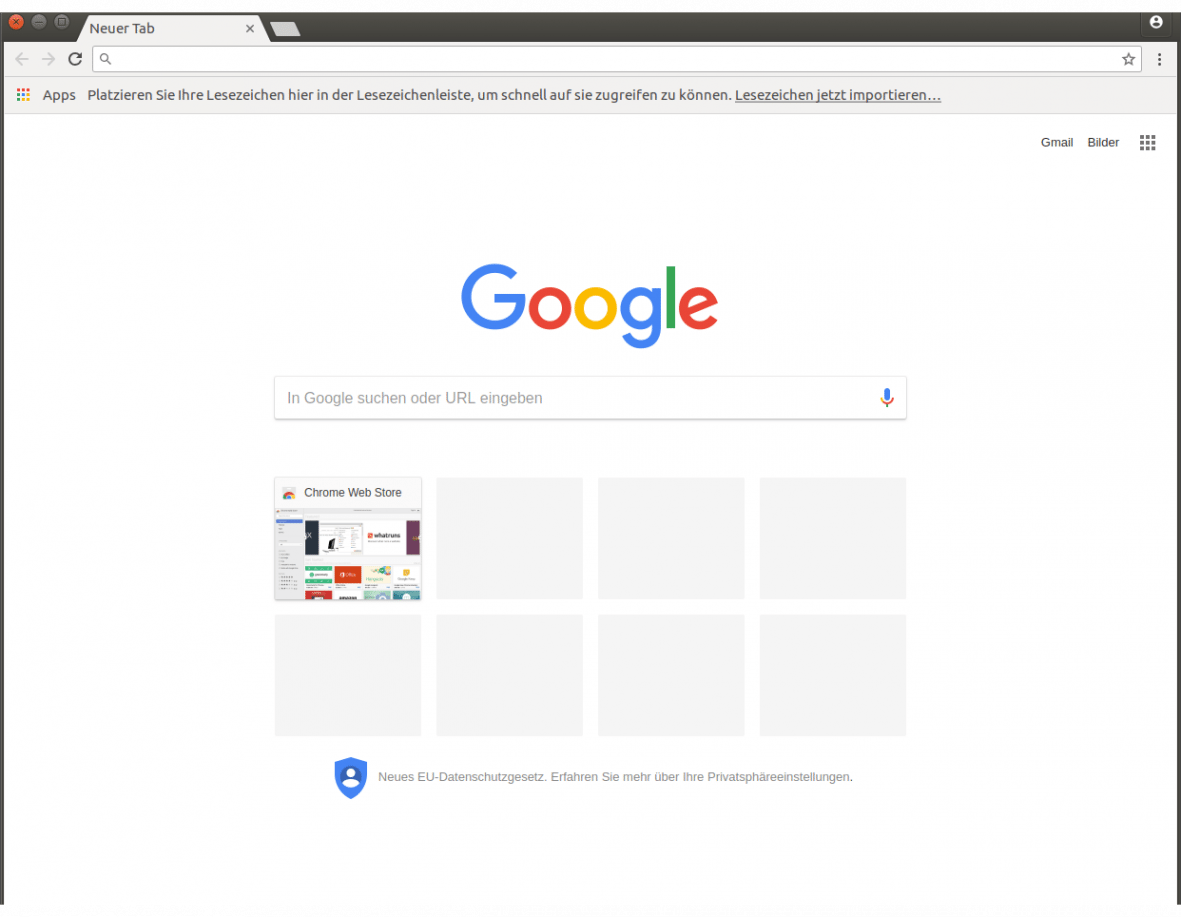 Neuer Tab
Apps Platzieren Sie Ihre Lesezeichen hier in der Lesezeichenleiste, um schnell auf sie zugreifen zu können. Lesezeichen jetzt importieren…
Gmail Bilder
Google
In Google suchen oder URL eingeben
Chrome Web Store
whatruns
Neues EU-Datenschutzgesetz. Erfahren Sie mehr über Ihre Privatsphäreeinstellungen.